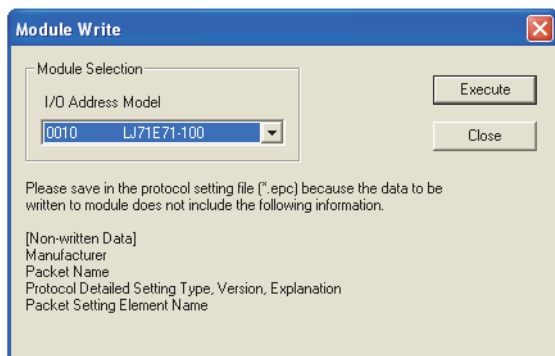 Module Write
Module Selection
I/O Address Model
0010 LJ71E71-100
Execute
Close
Please save in the protocol setting file (*.epc) because the data to be
written to module does not include the following information.
[Non-written Data]
Manufacturer
Packet Name
Protocol Detailed Setting Type, Version, Explanation
Packet Setting Element Name